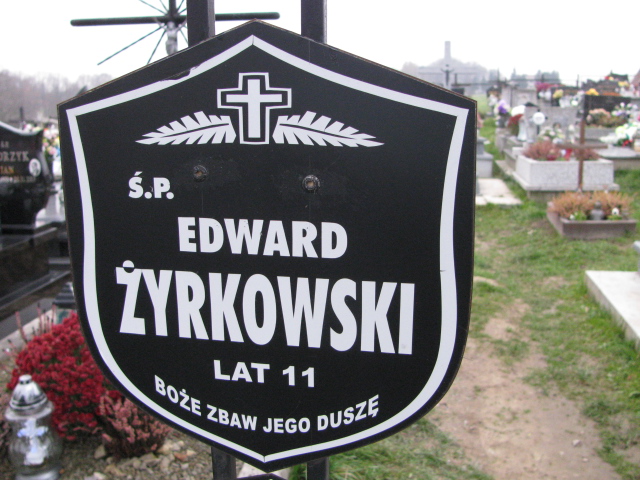 Ś.P.
EDWARD
ŻYRKOWSKI
LAT 11
BOŻE ZBAW JEGO DUSZĘ